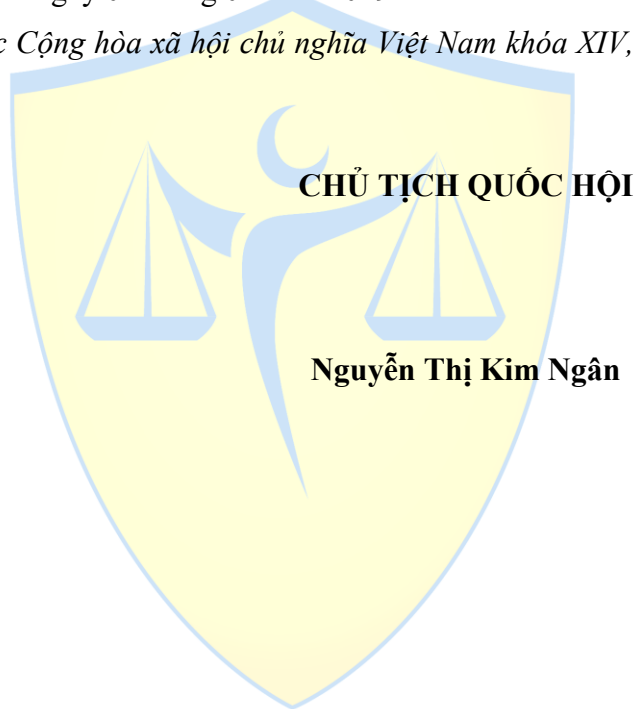 c Cộng hòa xã hội chủ nghĩa Việt Nam khóa XIV,
CHỦ TỊCH QUỐC HỘI
Nguyễn Thị Kim Ngân